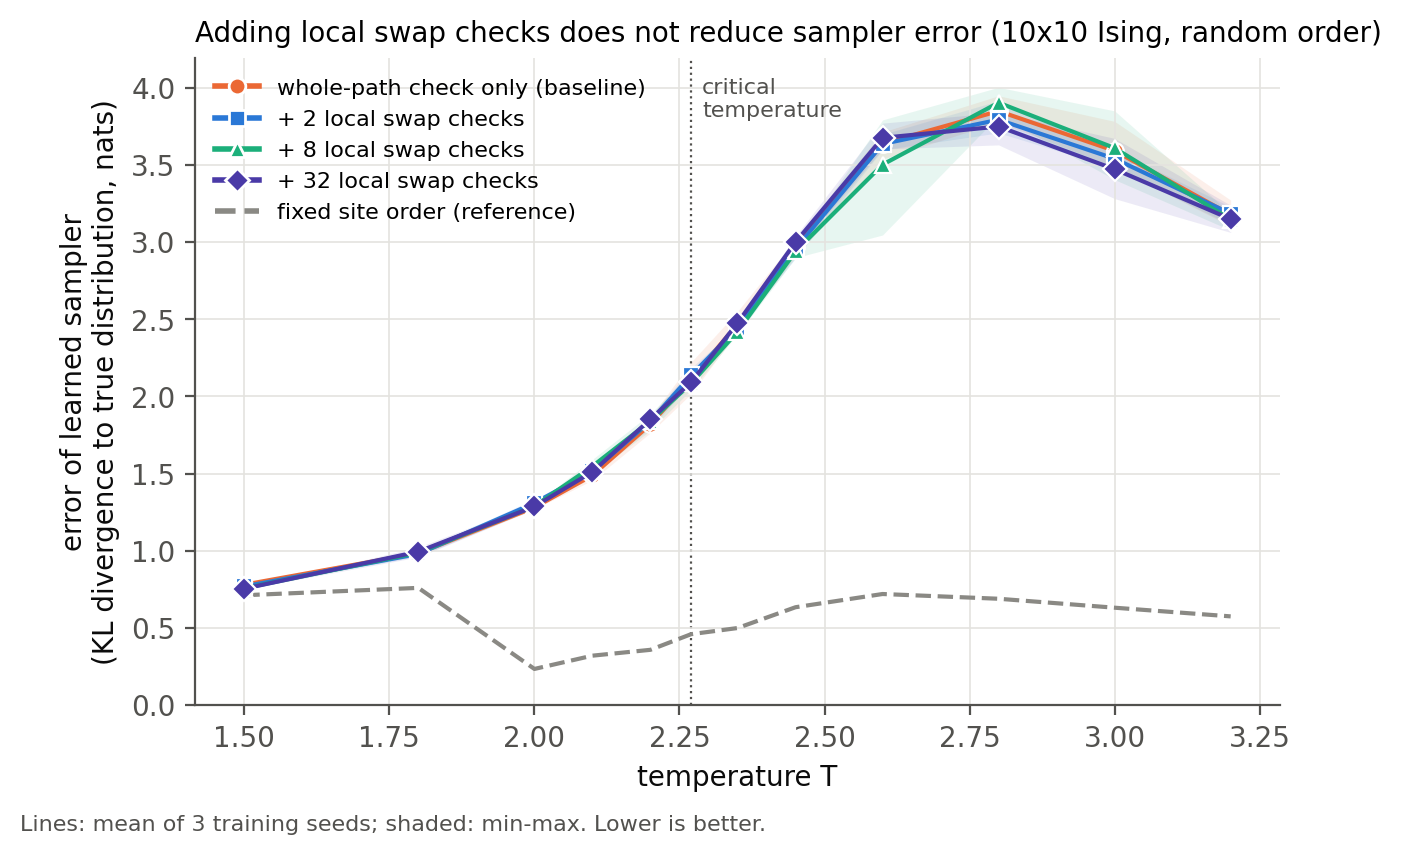 Adding local swap checks does not reduce sampler error (10x10 Ising, random order)
whole-path check only (baseline)
+ 2 local swap checks
+ 8 local swap checks
+ 32 local swap checks
fixed site order (reference)
critical
temperature
error of learned sampler
(KL divergence to true distribution, nats)
4.0
3.5
3.0
2.5
2.0
1.5
1.0
0.5
0.0
1.50 1.75 2.00 2.25 2.50 2.75 3.00 3.25
temperature T
Lines: mean of 3 training seeds; shaded: min-max. Lower is better.